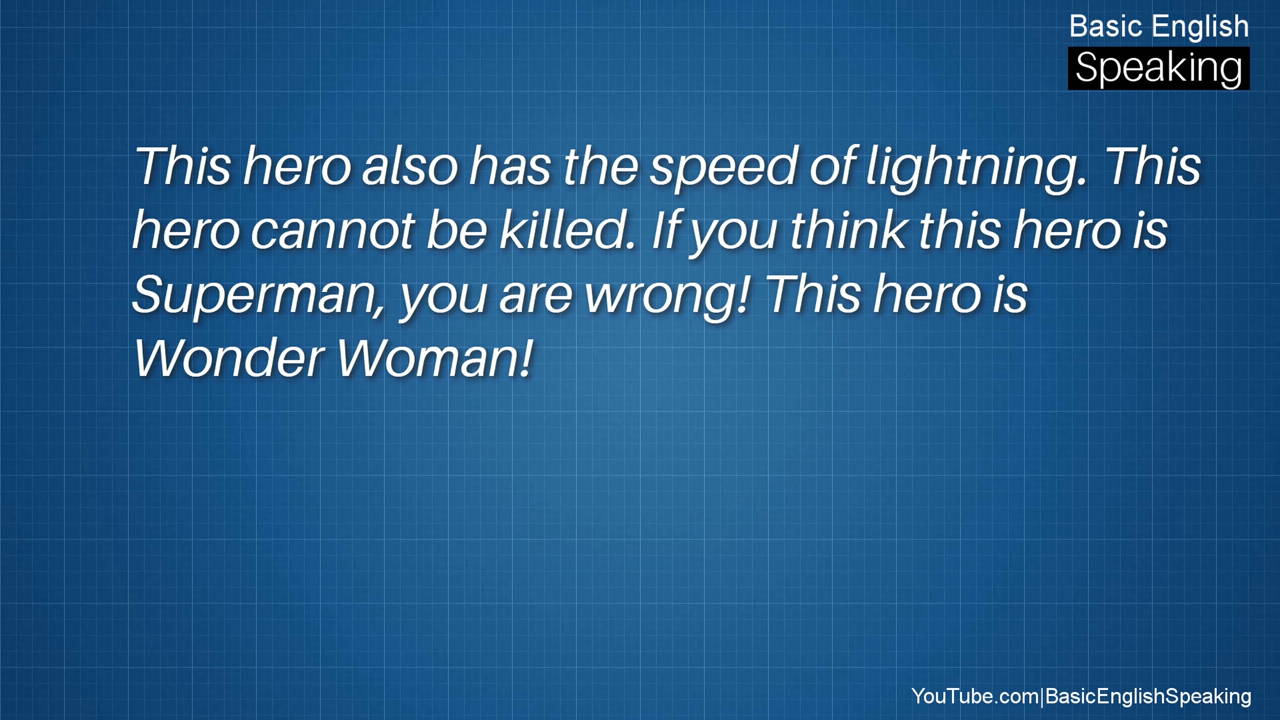 Basic English
Speaking
This hero also has the speed of lightning. This
hero cannot be killed. If you think this hero is
Superman, you are wrong! This hero is
Wonder Woman!
YouTube.com|BasicEnglishSpeaking